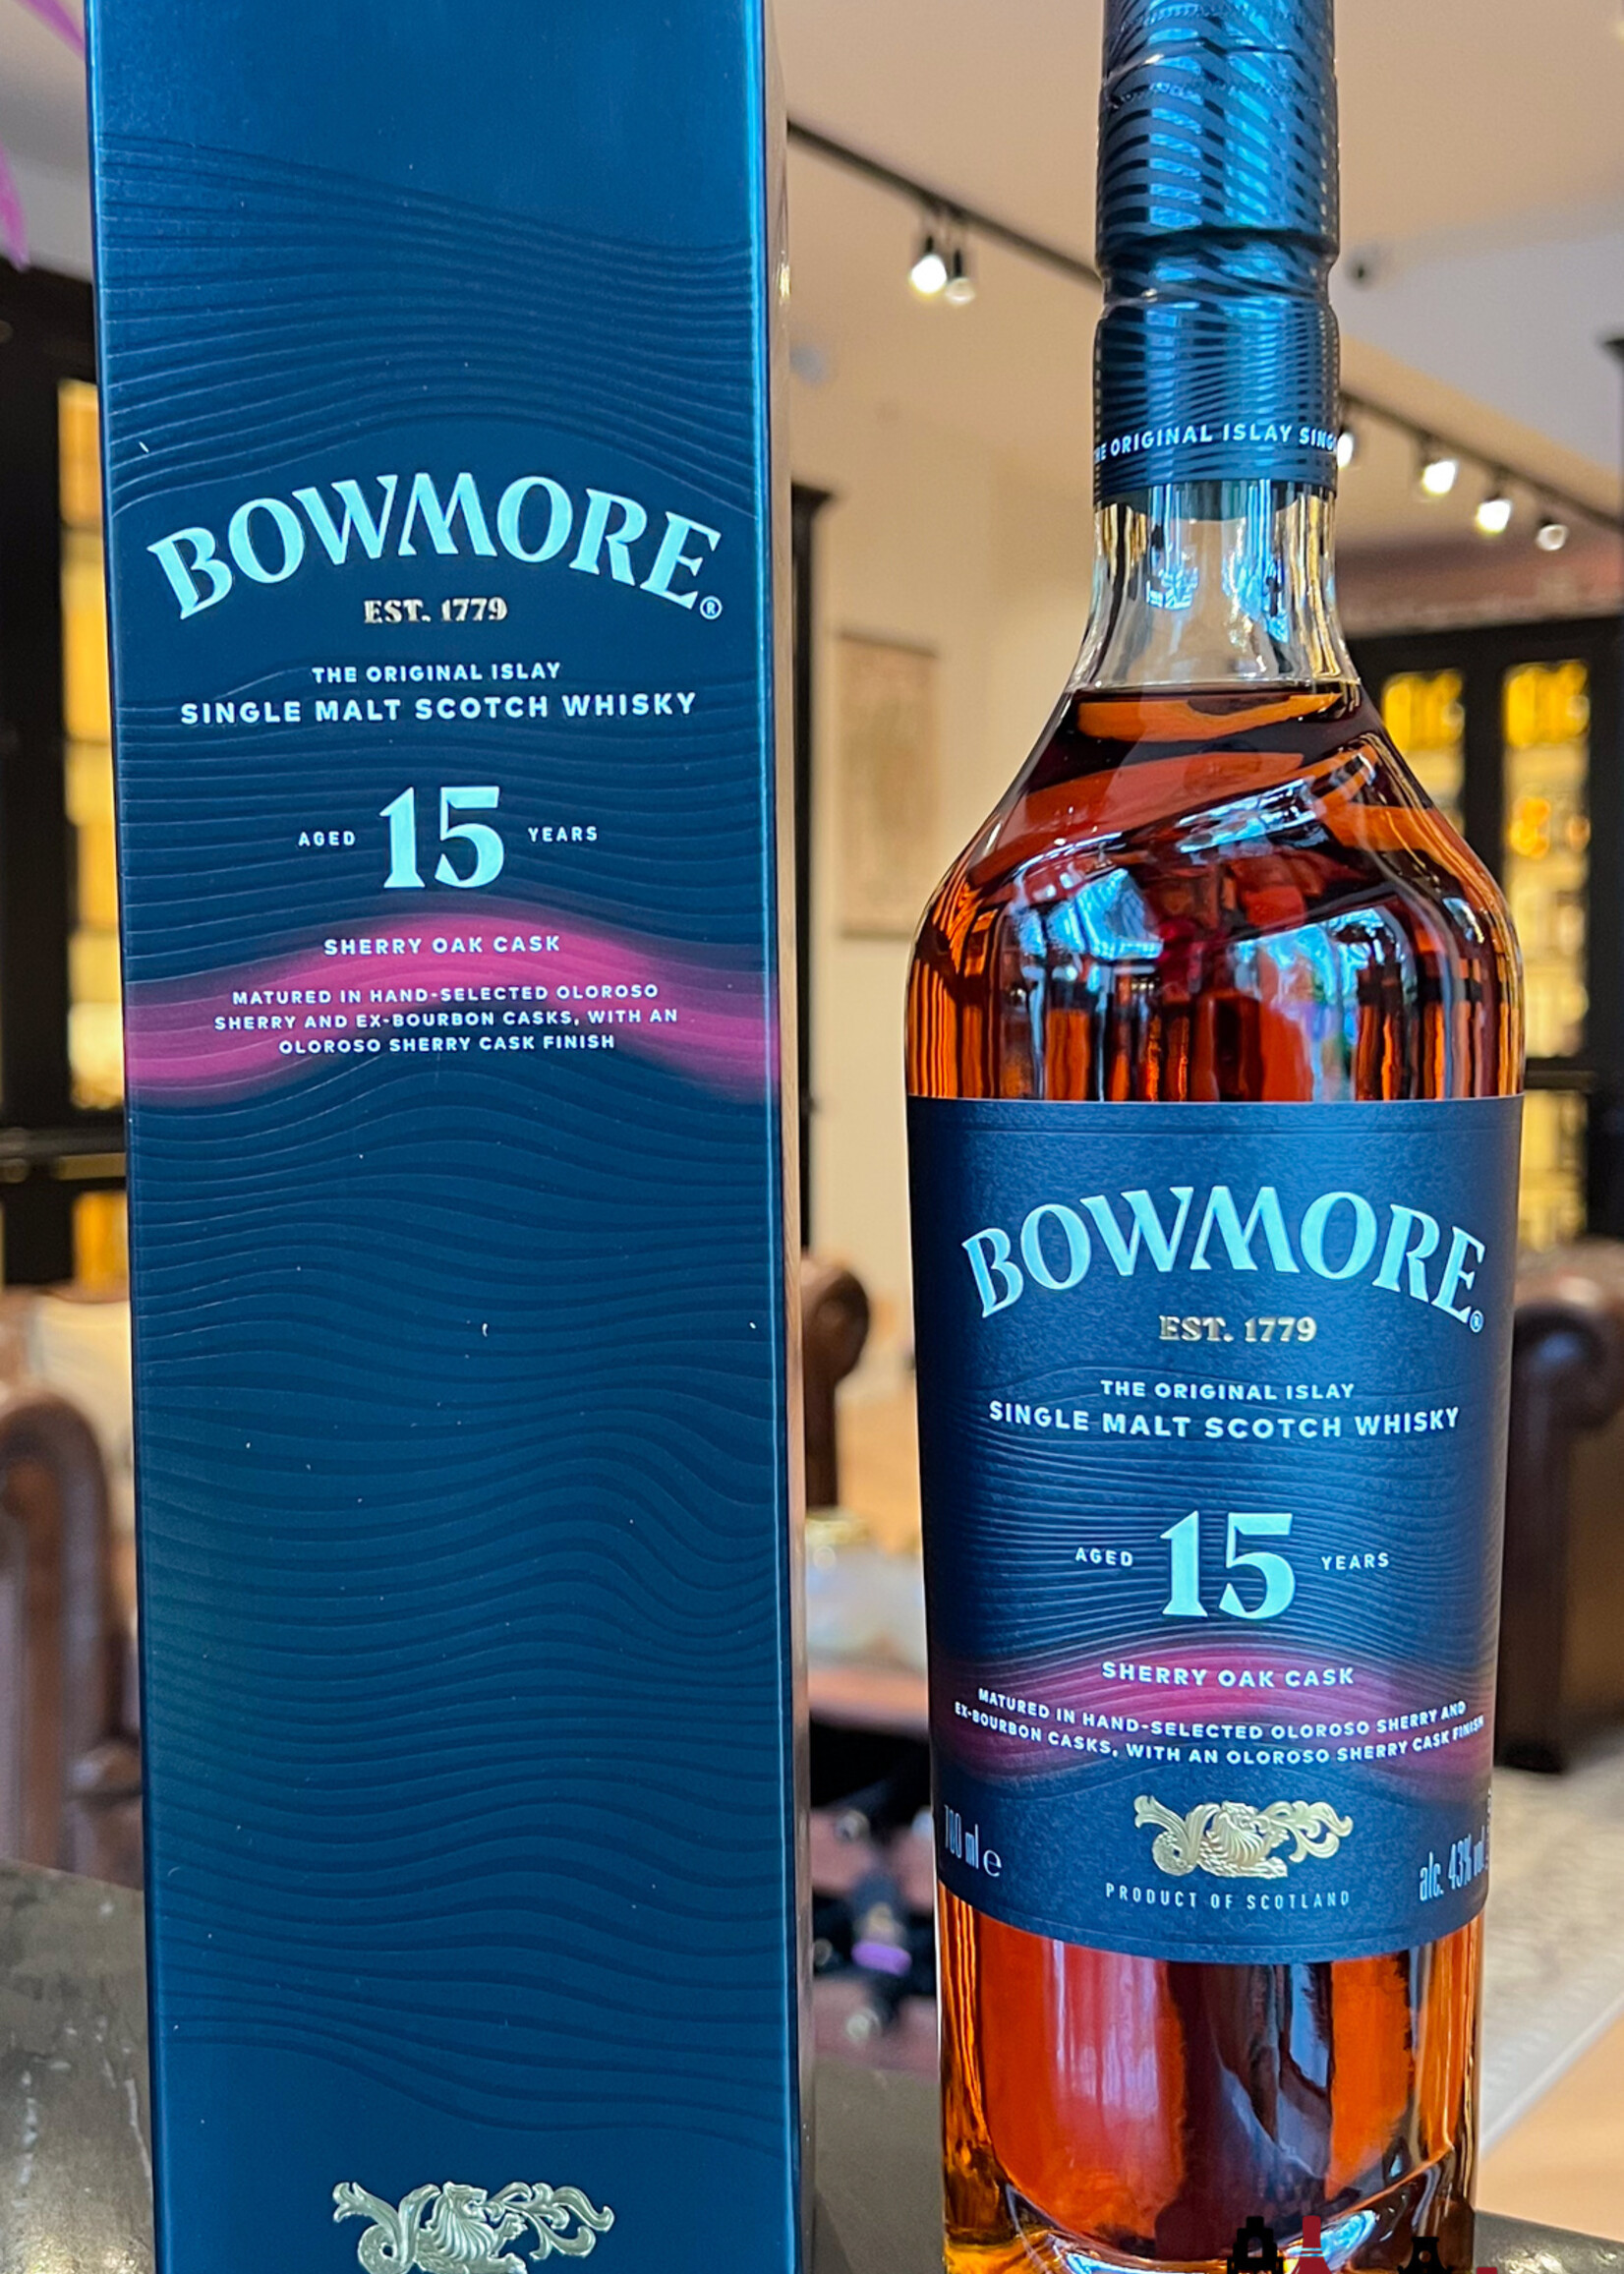 BOWMORE®
EST. 1779
THE ORIGINAL ISLAY
SINGLE MALT SCOTCH WHISKY
AGED 15 YEARS
SHERRY OAK CASK
MATURED IN HAND-SELECTED OLOROSO
SHERRY AND EX-BOURBON CASKS, WITH AN
OLOROSO SHERRY CASK FINISH
THE ORIGINAL ISLAY
BOWMORE®
EST. 1779
THE ORIGINAL ISLAY
SINGLE MALT SCOTCH WHISKY
AGED 15 YEARS
SHERRY OAK CASK
MATURED IN HAND-SELECTED OLOROSO SHERRY AND
EX-BOURBON CASKS, WITH AN OLOROSO SHERRY CASK FINISH
ml e
alc. 43% vol
PRODUCT OF SCOTLAND